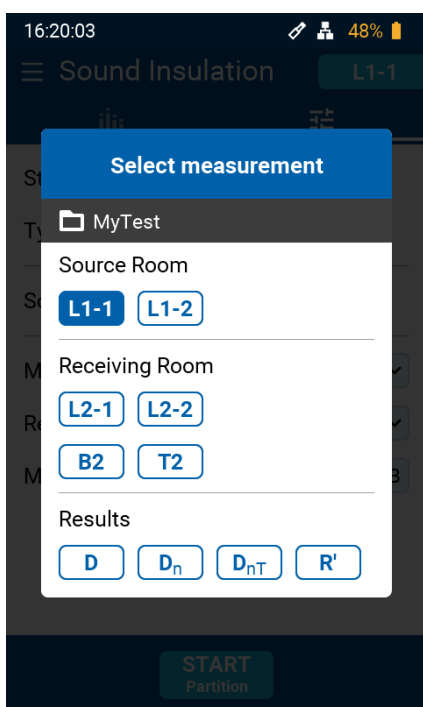 16:20:03 48%
Sound Insulation L1-1
Select measurement
MyTest
Source Room
L1-1 L1-2
Receiving Room
L2-1 L2-2
B2 T2
Results
D Dn DnT R'
START
Partition